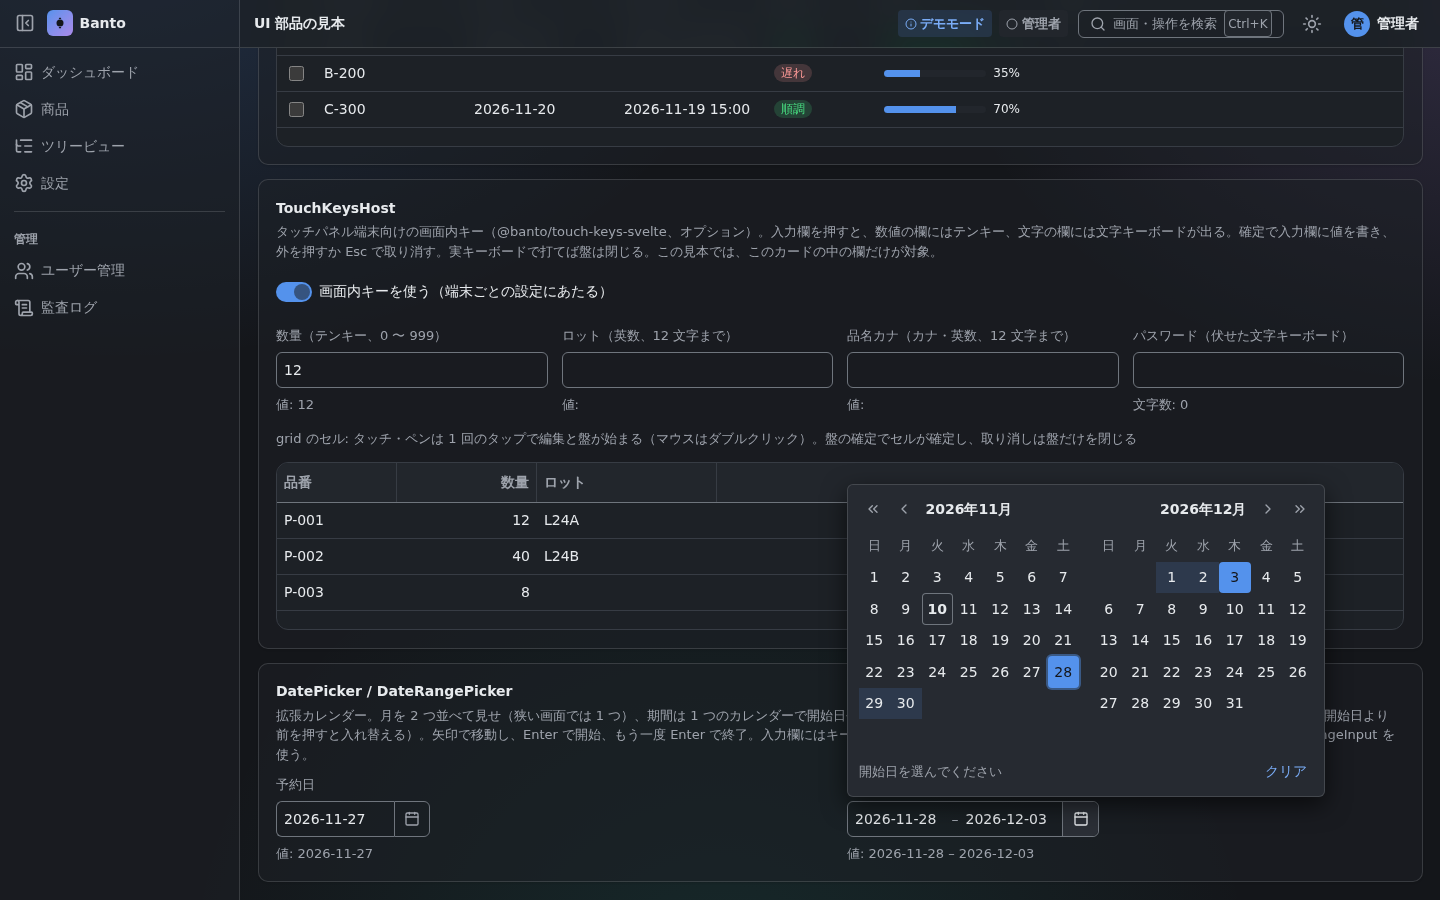 Banto
UI 部品の見本
デモモード
管理者
画面・操作を検索
Ctrl+K
管
管理者
ダッシュボード
商品
ツリービュー
設定
管理
ユーザー管理
監査ログ
B-200 遅れ 35%
C-300 2026-11-20 2026-11-19 15:00 順調 70%
TouchKeysHost
タッチパネル端末向けの画面内キー（@banto/touch-keys-svelte、オプション）。入力欄を押すと、数値の欄にはテンキー、文字の欄には文字キーボードが出る。確定で入力欄に値を書き、
外を押すか Esc で取り消す。実キーボードで打てば盤は閉じる。この見本では、このカードの中の欄だけが対象。
画面内キーを使う（端末ごとの設定にあたる）
数量（テンキー、0 〜 999） ロット（英数、12 文字まで） 品名カナ（カナ・英数、12 文字まで） パスワード（伏せた文字キーボード）
12
値: 12 値: 値: 文字数: 0
grid のセル: タッチ・ペンは 1 回のタップで編集と盤が始まる（マウスはダブルクリック）。盤の確定でセルが確定し、取り消しは盤だけを閉じる
品番 数量 ロット
P-001 12 L24A
P-002 40 L24B
P-003 8
2026年11月 2026年12月
日 月 火 水 木 金 土 日 月 火 水 木 金 土
1 2 3 4 5 6 7 1 2 3 4 5
8 9 10 11 12 13 14 6 7 8 9 10 11 12
15 16 17 18 19 20 21 13 14 15 16 17 18 19
22 23 24 25 26 27 28 20 21 22 23 24 25 26
29 30 27 28 29 30 31
開始日を選んでください クリア
DatePicker / DateRangePicker
拡張カレンダー。月を 2 つ並べて見せ（狭い画面では 1 つ）、期間は 1 つのカレンダーで開始日 開始日より
前を押すと入れ替える）。矢印で移動し、Enter で開始、もう一度 Enter で終了。入力欄にはキー ngeInput を
使う。
予約日
2026-11-27
2026-11-28 – 2026-12-03
値: 2026-11-27
値: 2026-11-28 – 2026-12-03